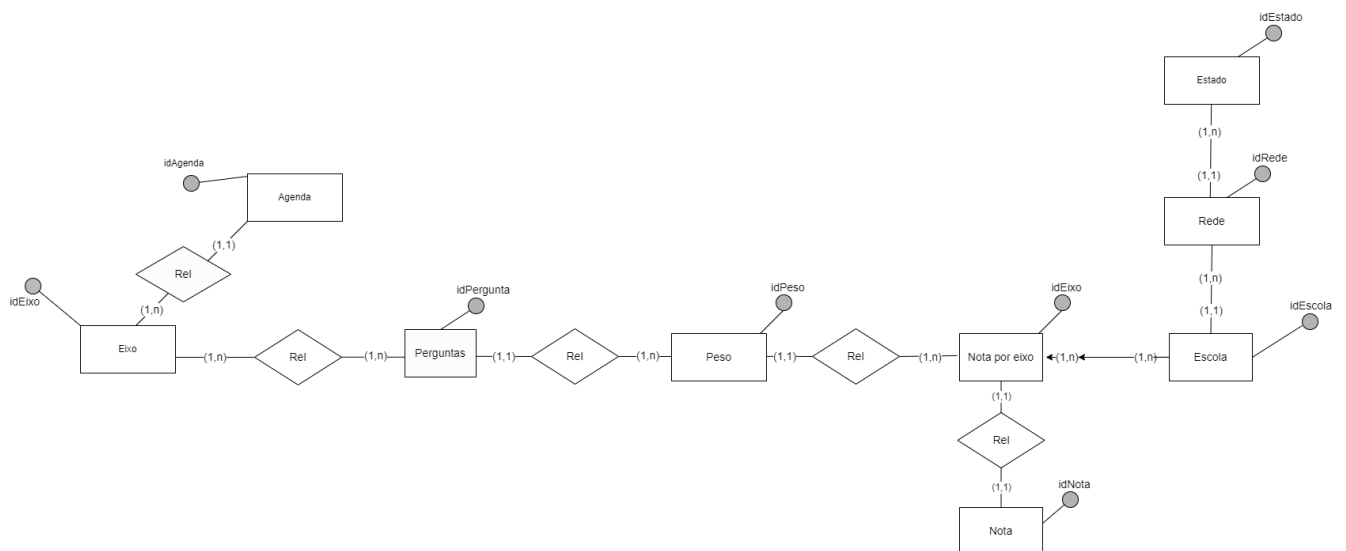 idEstado
Estado
(1,n)
idAgenda
idRede
(1,1)
Agenda
Rede
(1,1)
Rel
(1,n)
idEixo
(1,n)
idPergunta
idPeso
idEixo
idEscola
(1,1)
Eixo
(1,n)
Rel
(1,n)
Perguntas
(1,1)
Rel
(1,n)
Peso
(1,1)
Rel
(1,n)
Nota por eixo
(1,n)
(1,n)
Escola
(1,1)
Rel
(1,1)
idNota
Nota